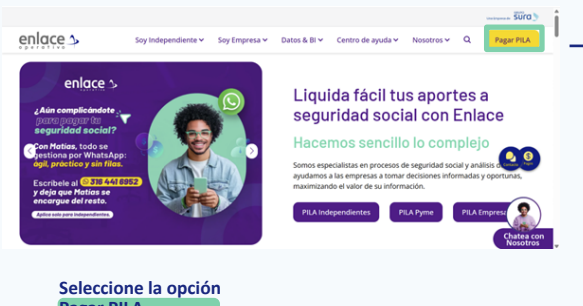 sura
enlace
operativo
Soy Independiente
Soy Empresa
Datos & BI
Centro de ayuda
Nosotros
Pagar PILA
enlace
operativo
¿Aún complicándote
para pagar tu
seguridad social?
Con Matías, todo se
gestiona por WhatsApp:
ágil, práctico y sin filas.
Escríbele al 316 441 6952
y deja que Matías se
encargue del resto.
Aplica solo para independientes.
Liquida fácil tus aportes a
seguridad social con Enlace
Hacemos sencillo lo complejo
Somos especialistas en procesos de seguridad social y análisis
ayudamos a las empresas a tomar decisiones informadas y oportunas,
maximizando el valor de su información.
PILA Independientes
PILA Pyme
PILA Empresa
Chatea con
Nosotros
Seleccione la opción
Pagar PILA